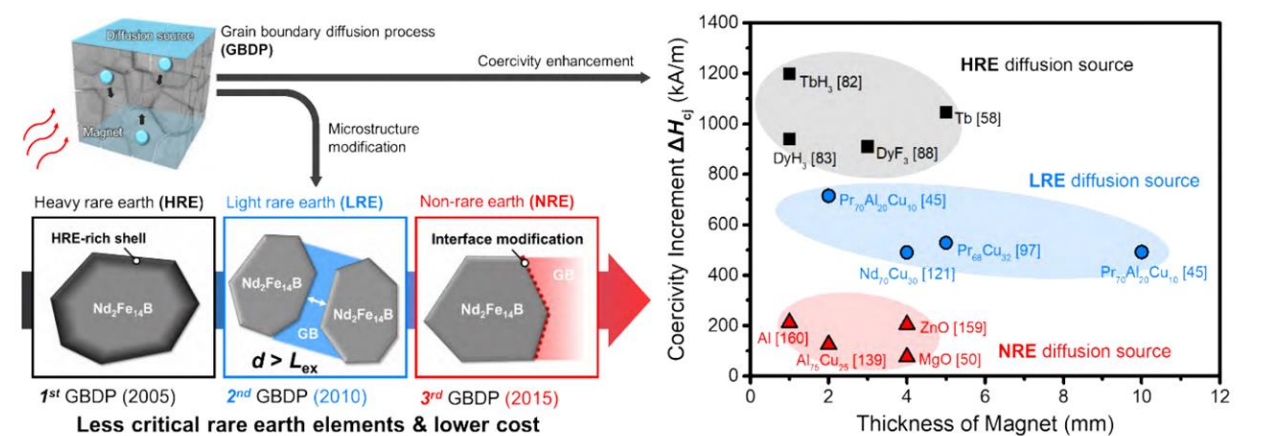 Diffusion source
Magnet
Grain boundary diffusion process
(GBDP)
Coercivity enhancement
Microstructure
modification
Heavy rare earth (HRE)
HRE-rich shell
Nd₂Fe₁₄B
1st GBDP (2005)
Light rare earth (LRE)
Nd₂Fe₁₄B
Nd₂Fe₁₄B
GB
d > Lₑₓ
2nd GBDP (2010)
Non-rare earth (NRE)
Interface modification
GB
Nd₂Fe₁₄B
3rd GBDP (2015)
Less critical rare earth elements & lower cost
Coercivity Increment ΔHcj (kA/m)
1400
1200
1000
800
600
400
200
0
HRE diffusion source
TbH₃ [82]
Tb [58]
DyH₃ [83]
DyF₃ [88]
LRE diffusion source
Pr₇₀Al₂₀Cu₁₀ [45]
Pr₆₈Cu₃₂ [97]
Nd₇₀Cu₃₀ [121]
Pr₇₀Al₂₀Cu₁₀ [45]
Al [160]
ZnO [159]
Al₇₅Cu₂₅ [139]
MgO [50]
NRE diffusion source
0 2 4 6 8 10 12
Thickness of Magnet (mm)